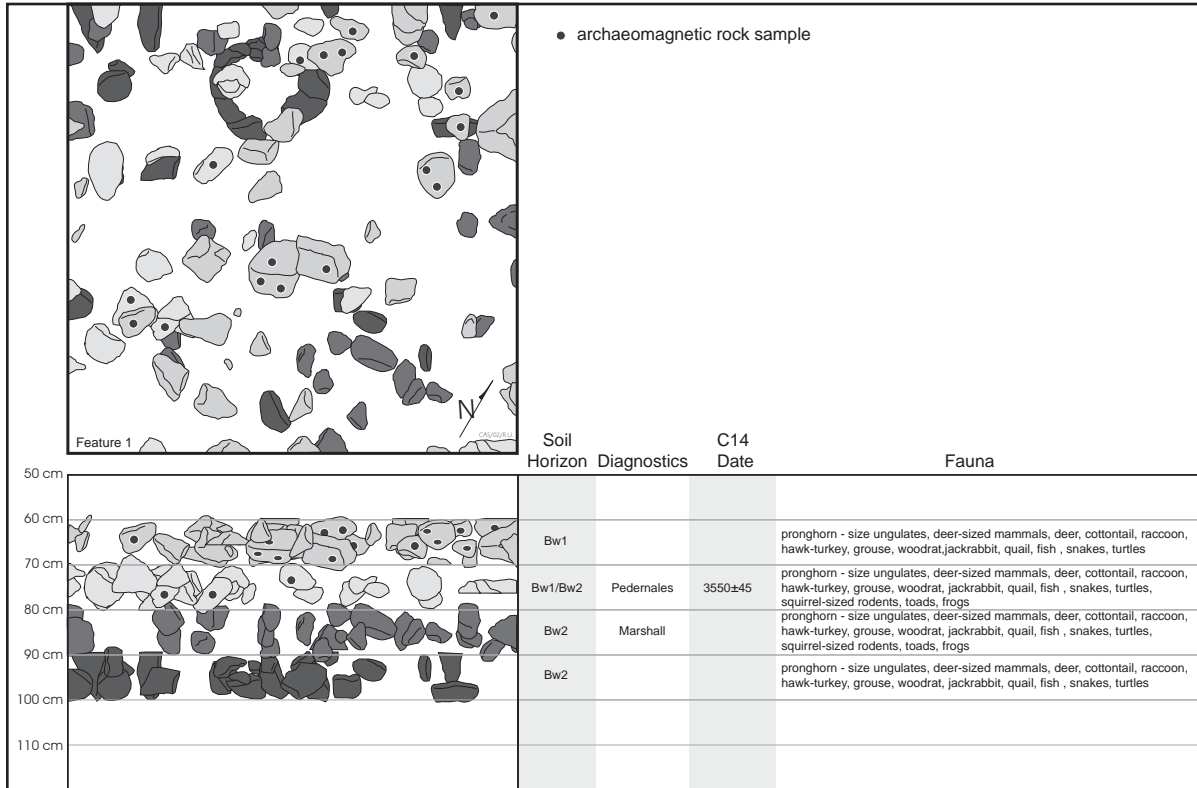 ● archaeomagnetic rock sample
N
CAS/02/RLL
Feature 1
Soil
Horizon
Diagnostics
C14
Date
Fauna
50 cm
60 cm
Bw1
pronghorn - size ungulates, deer-sized mammals, deer, cottontail, raccoon,
hawk-turkey, grouse, woodrat,jackrabbit, quail, fish , snakes, turtles
70 cm
Bw1/Bw2
Pedernales
3550±45
pronghorn - size ungulates, deer-sized mammals, deer, cottontail, raccoon,
hawk-turkey, grouse, woodrat, jackrabbit, quail, fish , snakes, turtles,
squirrel-sized rodents, toads, frogs
80 cm
Bw2
Marshall
pronghorn - size ungulates, deer-sized mammals, deer, cottontail, raccoon,
hawk-turkey, grouse, woodrat, jackrabbit, quail, fish , snakes, turtles,
squirrel-sized rodents, toads, frogs
90 cm
Bw2
pronghorn - size ungulates, deer-sized mammals, deer, cottontail, raccoon,
hawk-turkey, grouse, woodrat, jackrabbit, quail, fish , snakes, turtles
100 cm
110 cm